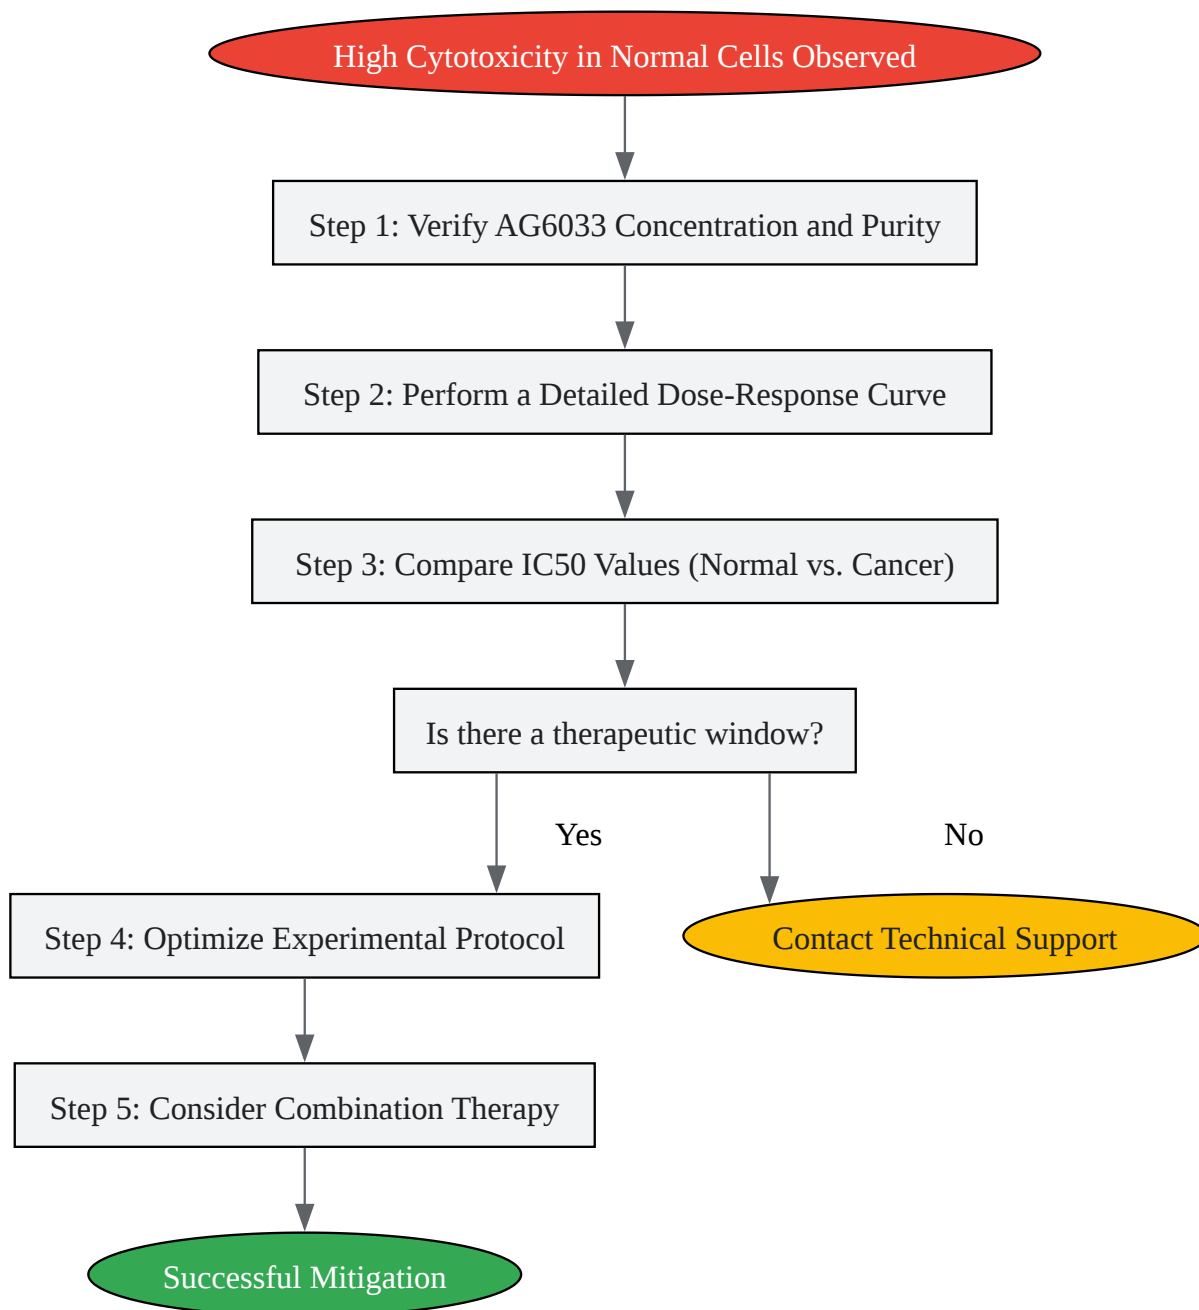 High Cytotoxicity in Normal Cells Observed
Step 1: Verify AG6033 Concentration and Purity
Step 2: Perform a Detailed Dose-Response Curve
Step 3: Compare IC50 Values (Normal vs. Cancer)
Is there a therapeutic window?
Yes
No
Step 4: Optimize Experimental Protocol
Contact Technical Support
Step 5: Consider Combination Therapy
Successful Mitigation